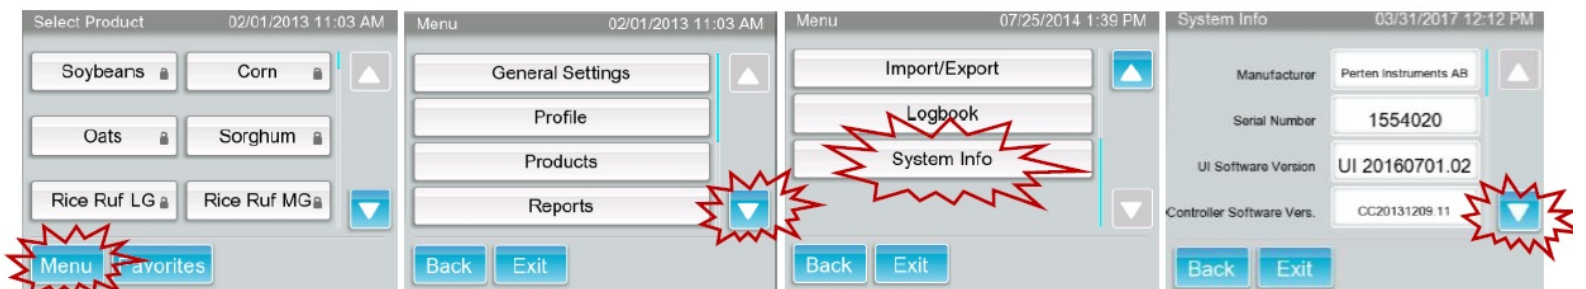 Select Product 02/01/2013 11:03 AM
Soybeans Corn
Oats Sorghum
Rice Ruf LG Rice Ruf MG
Menu Favorites
Menu 02/01/2013 11:03 AM
General Settings
Profile
Products
Reports
Back Exit
Menu 07/25/2014 1:39 PM
Import/Export
Logbook
System Info
Back Exit
System Info 03/31/2017 12:12 PM
Manufacturer Perten Instruments AB
Serial Number 1554020
UI Software Version UI 20160701.02
Controller Software Vers. CC20131209.11
Back Exit